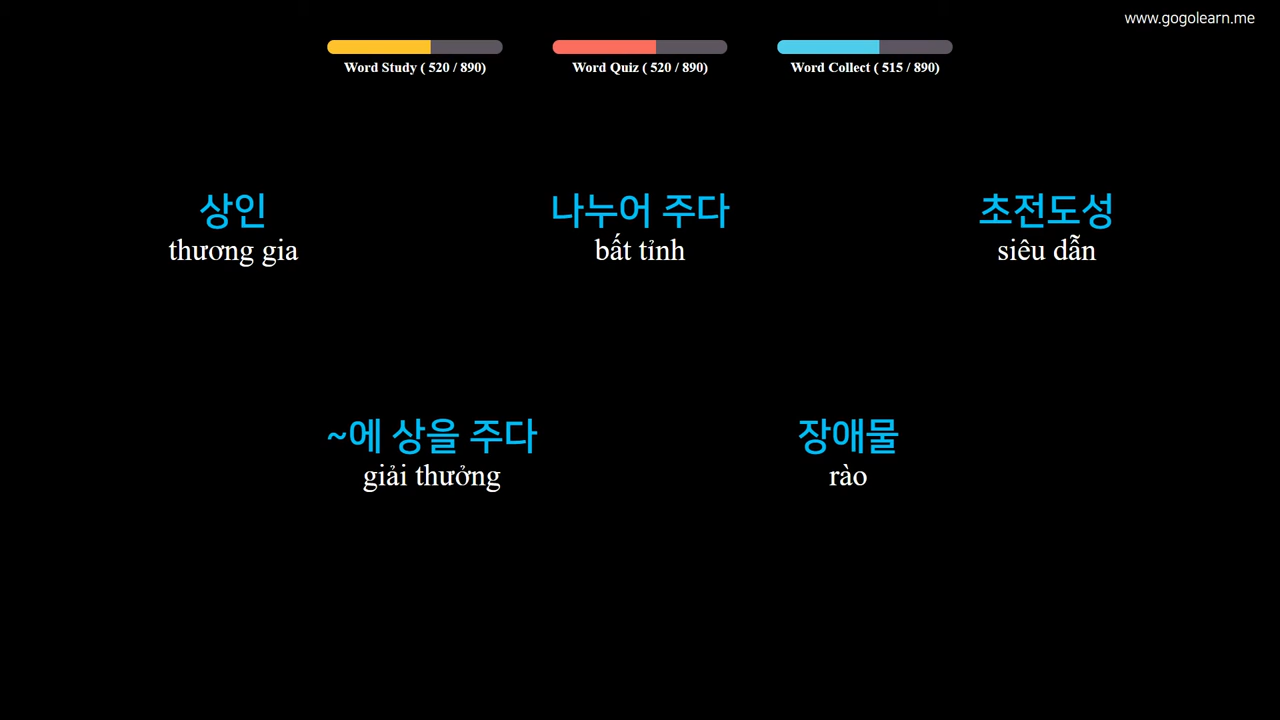 www.gogolearn.me
Word Study ( 520 / 890)
Word Quiz ( 520 / 890)
Word Collect ( 515 / 890)
상인
thương gia
나누어 주다
bất tỉnh
초전도성
siêu dẫn
~에 상을 주다
giải thưởng
장애물
rào